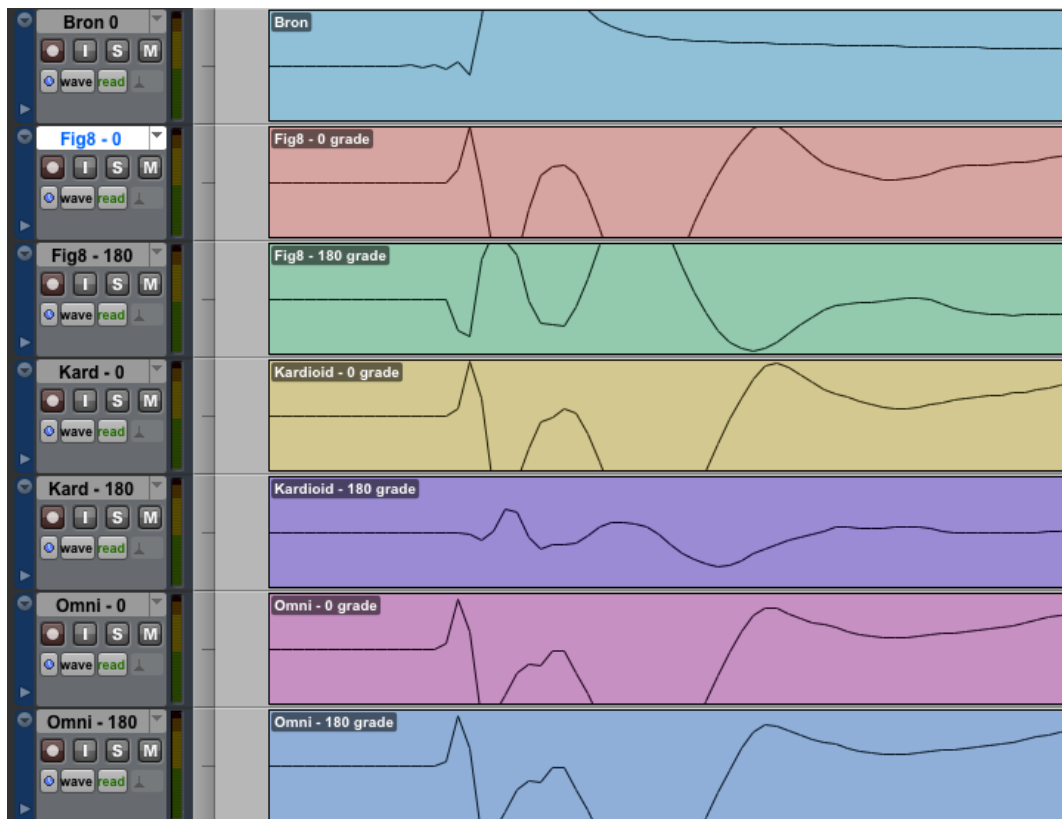 Bron 0
I S M
wave read
Bron
Fig8 - 0
I S M
wave read
Fig8 - 0 grade
Fig8 - 180
I S M
wave read
Fig8 - 180 grade
Kard - 0
I S M
wave read
Kardioid - 0 grade
Kard - 180
I S M
wave read
Kardioid - 180 grade
Omni - 0
I S M
wave read
Omni - 0 grade
Omni - 180
I S M
wave read
Omni - 180 grade